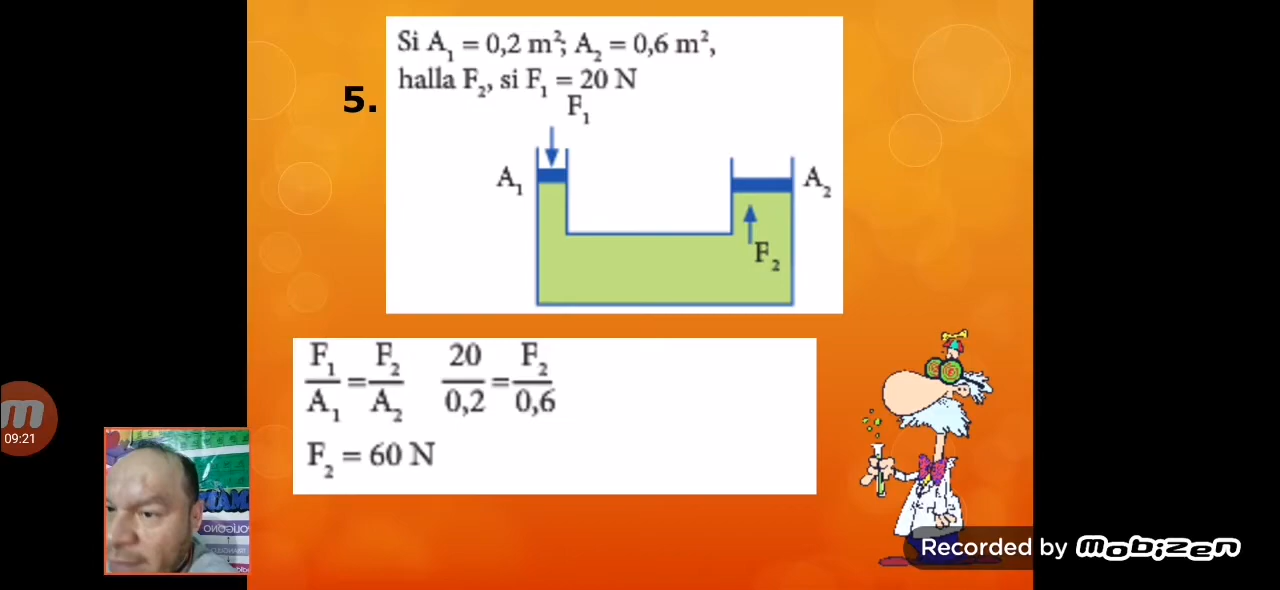 5.
Si A₁ = 0,2 m²; A₂ = 0,6 m²,
halla F₂, si F₁ = 20 N
F₁
A₁
A₂
F₂
F₁/A₁ = F₂/A₂ 20/0,2 = F₂/0,6
F₂ = 60 N
09:21
Recorded by mobizen